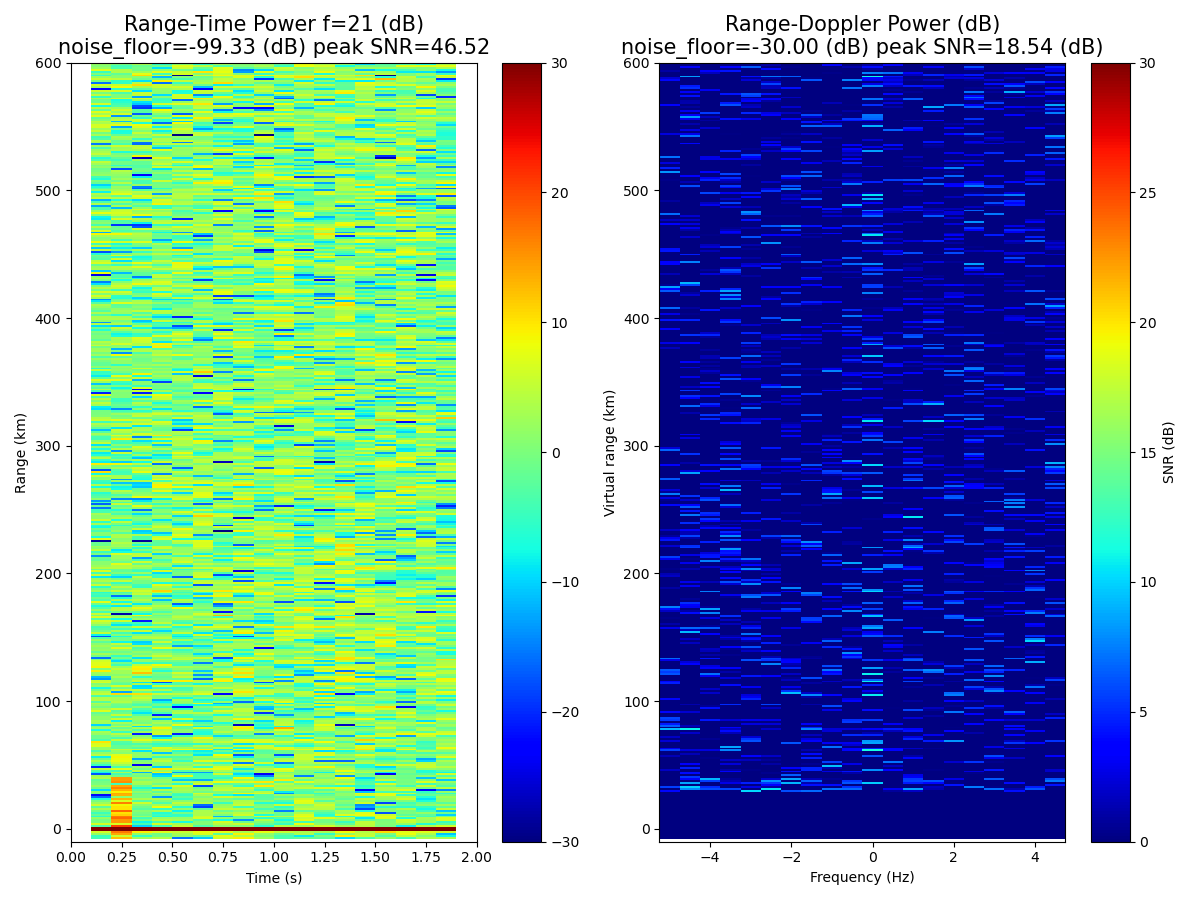 Range-Time Power f=21 (dB)
noise_floor=-99.33 (dB) peak SNR=46.52
Range (km)
600
500
400
300
200
100
0
0.00 0.25 0.50 0.75 1.00 1.25 1.50 1.75 2.00
Time (s)
30
20
10
0
−10
−20
−30
Range-Doppler Power (dB)
noise_floor=-30.00 (dB) peak SNR=18.54 (dB)
Virtual range (km)
600
500
400
300
200
100
0
−4 −2 0 2 4
Frequency (Hz)
30
25
20
15
10
5
0
SNR (dB)